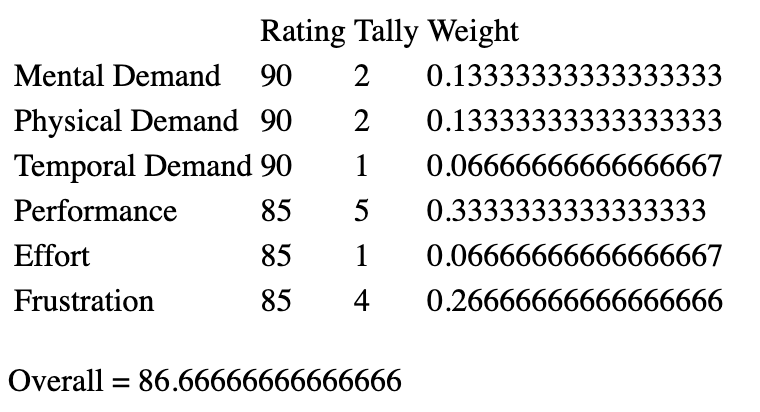 Rating Tally Weight
Mental Demand 90 2 0.13333333333333333
Physical Demand 90 2 0.13333333333333333
Temporal Demand 90 1 0.06666666666666667
Performance 85 5 0.3333333333333333
Effort 85 1 0.06666666666666667
Frustration 85 4 0.26666666666666666
Overall = 86.66666666666666